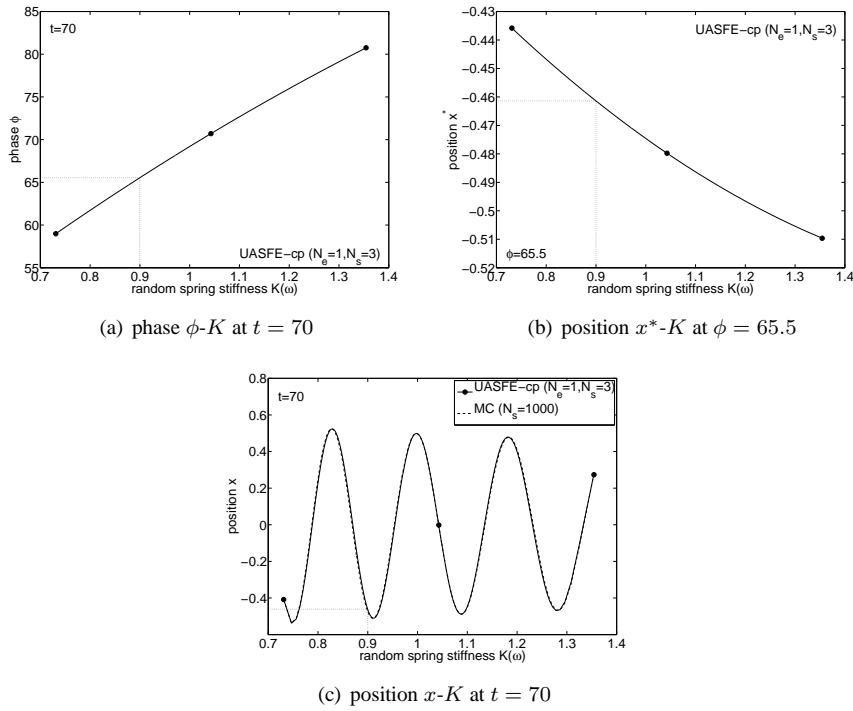 t=70
85
80
75
70
65
60
55
phase ϕ
UASFE−cp (N_e=1,N_s=3)
0.7 0.8 0.9 1 1.1 1.2 1.3 1.4
random spring stiffness K(ω)
(a) phase ϕ-K at t = 70
−0.43
−0.44
−0.45
−0.46
−0.47
−0.48
−0.49
−0.5
−0.51
−0.52
position x*
UASFE−cp (N_e=1,N_s=3)
ϕ=65.5
0.7 0.8 0.9 1 1.1 1.2 1.3 1.4
random spring stiffness K(ω)
(b) position x*-K at ϕ = 65.5
0.8
0.6
0.4
0.2
0
−0.2
−0.4
position x
t=70
UASFE−cp (N_e=1,N_s=3)
MC (N_s=1000)
0.7 0.8 0.9 1 1.1 1.2 1.3 1.4
random spring stiffness K(ω)
(c) position x-K at t = 70